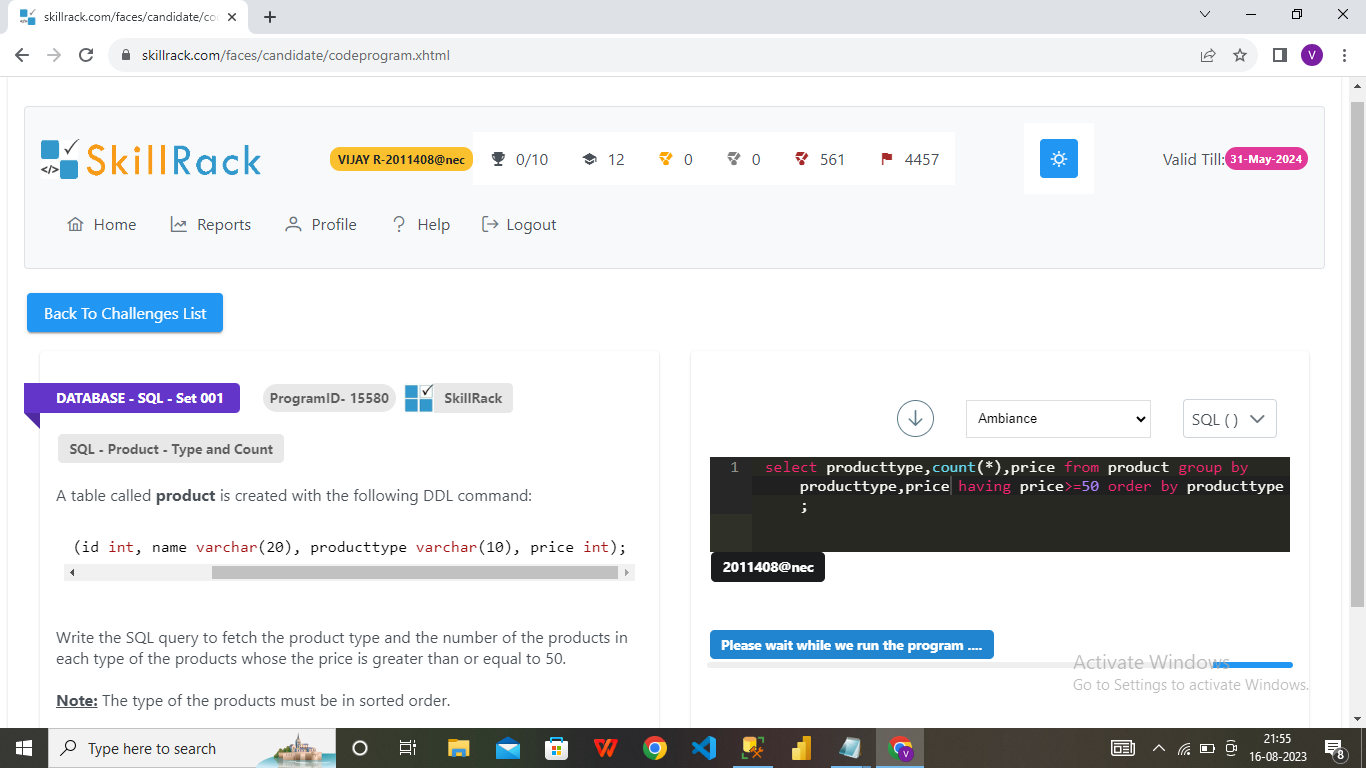 skillrack.com/faces/candidate/co
skillrack.com/faces/candidate/codeprogram.xhtml
V
SkillRack
VIJAY R-2011408@nec
0/10
12
0
0
561
4457
Valid Till: 31-May-2024
Home
Reports
Profile
Help
Logout
Back To Challenges List
DATABASE - SQL - Set 001
ProgramID- 15580
SkillRack
SQL - Product - Type and Count
A table called product is created with the following DDL command:
(id int, name varchar(20), producttype varchar(10), price int);
Write the SQL query to fetch the product type and the number of the products in
each type of the products whose the price is greater than or equal to 50.
Note: The type of the products must be in sorted order.
Ambiance
SQL ( )
1 select producttype,count(*),price from product group by
producttype,price having price>=50 order by producttype
;
2011408@nec
Please wait while we run the program ....
Activate Windows
Go to Settings to activate Windows.
Type here to search
21:55
16-08-2023
8